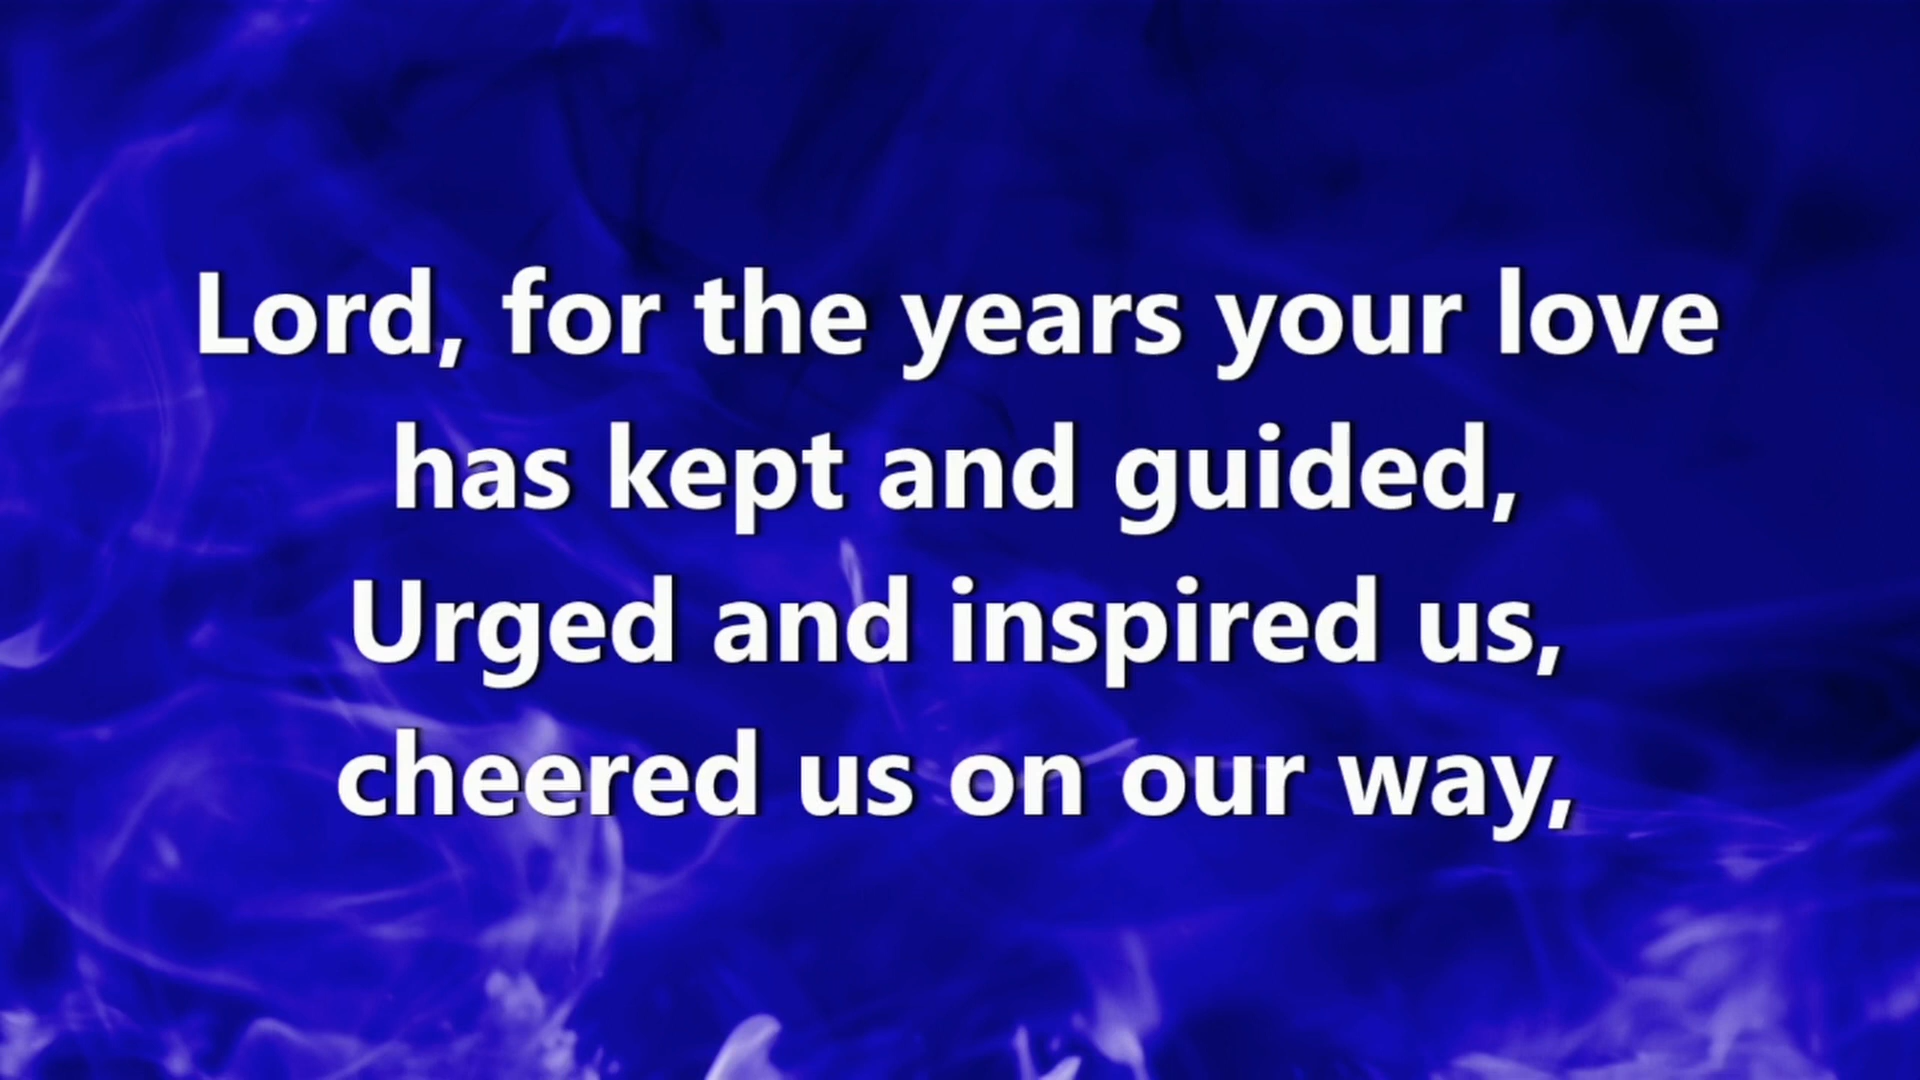 Lord, for the years your love
has kept and guided,
Urged and inspired us,
cheered us on our way,